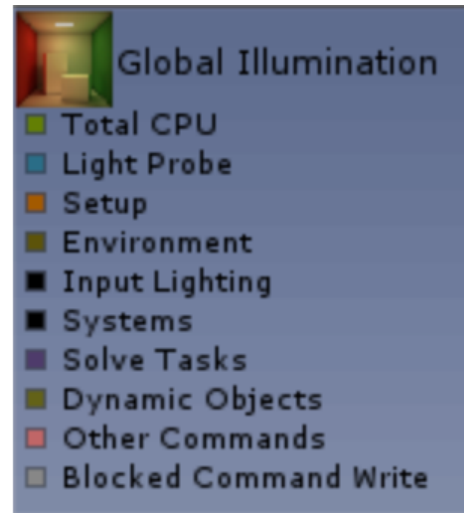 Global Illumination
Total CPU
Light Probe
Setup
Environment
Input Lighting
Systems
Solve Tasks
Dynamic Objects
Other Commands
Blocked Command Write